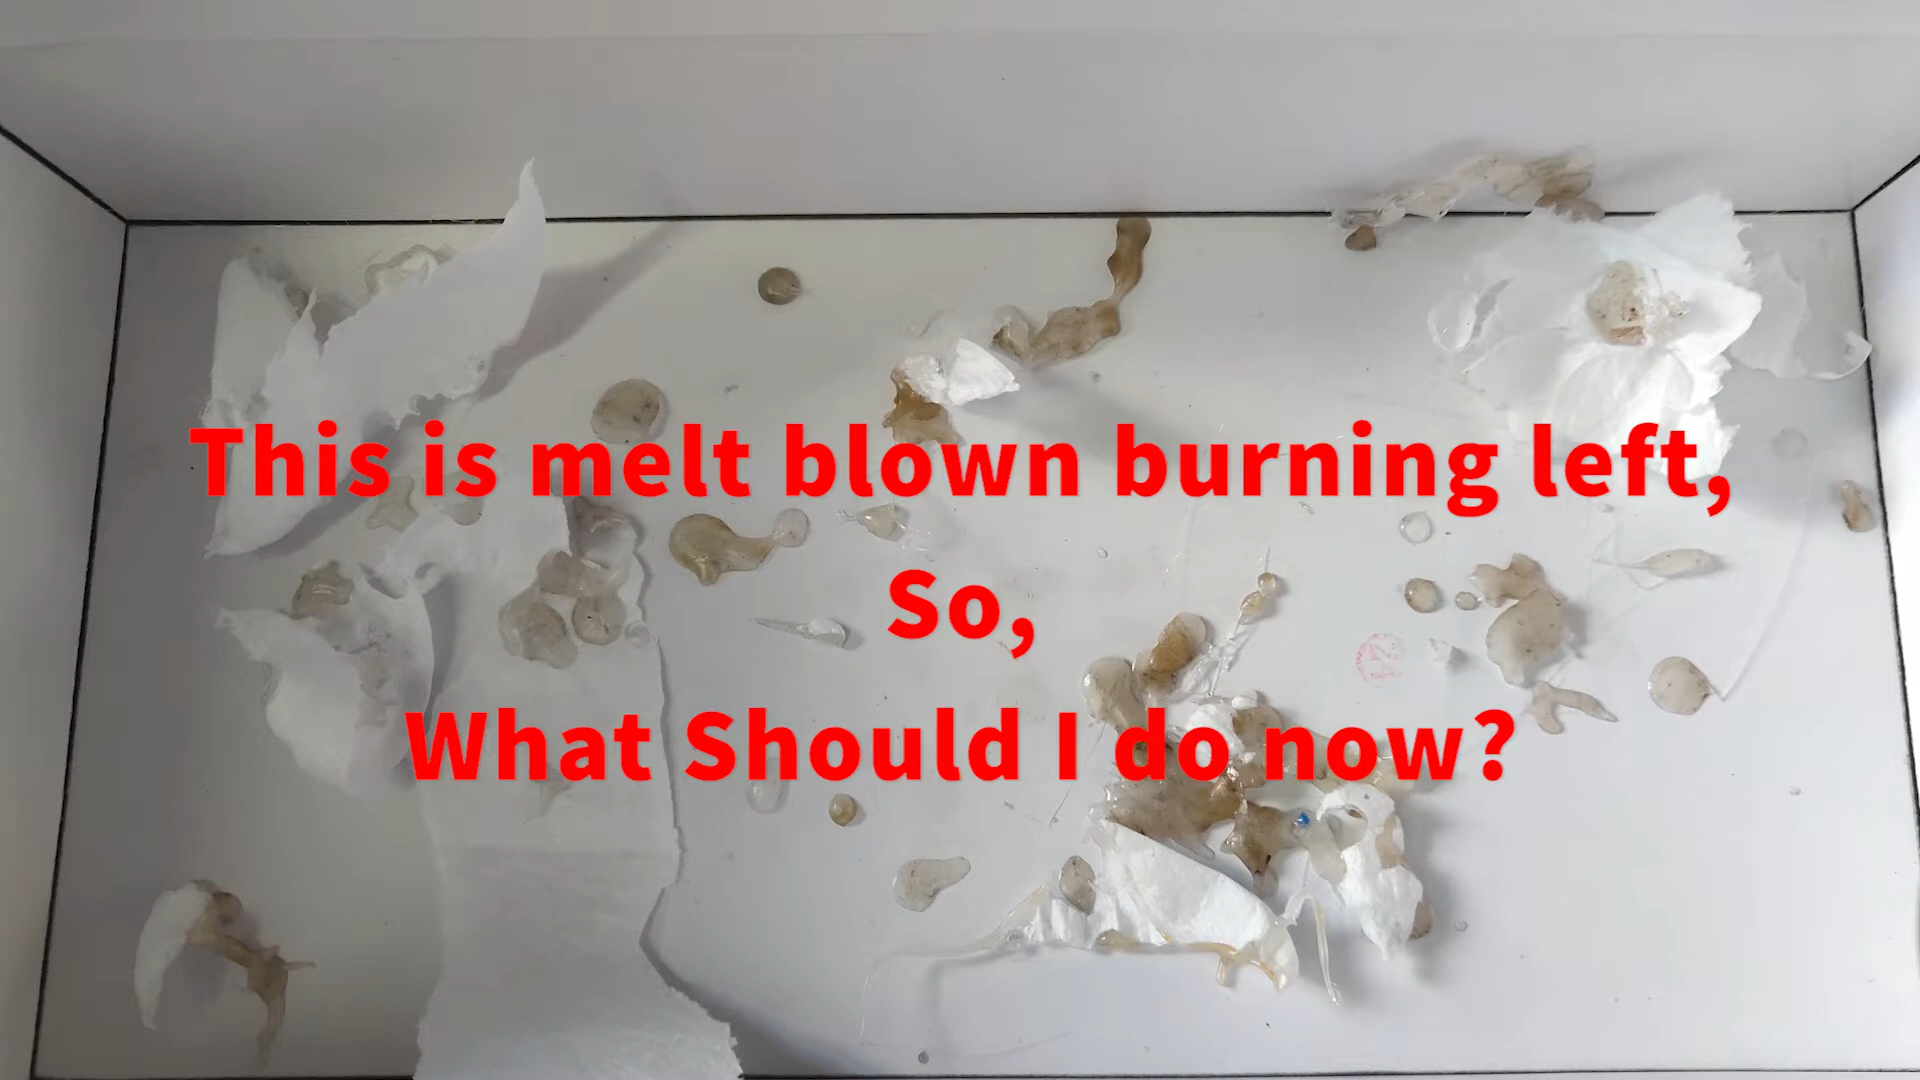 This is melt blown burning left,
So,
What Should I do now?